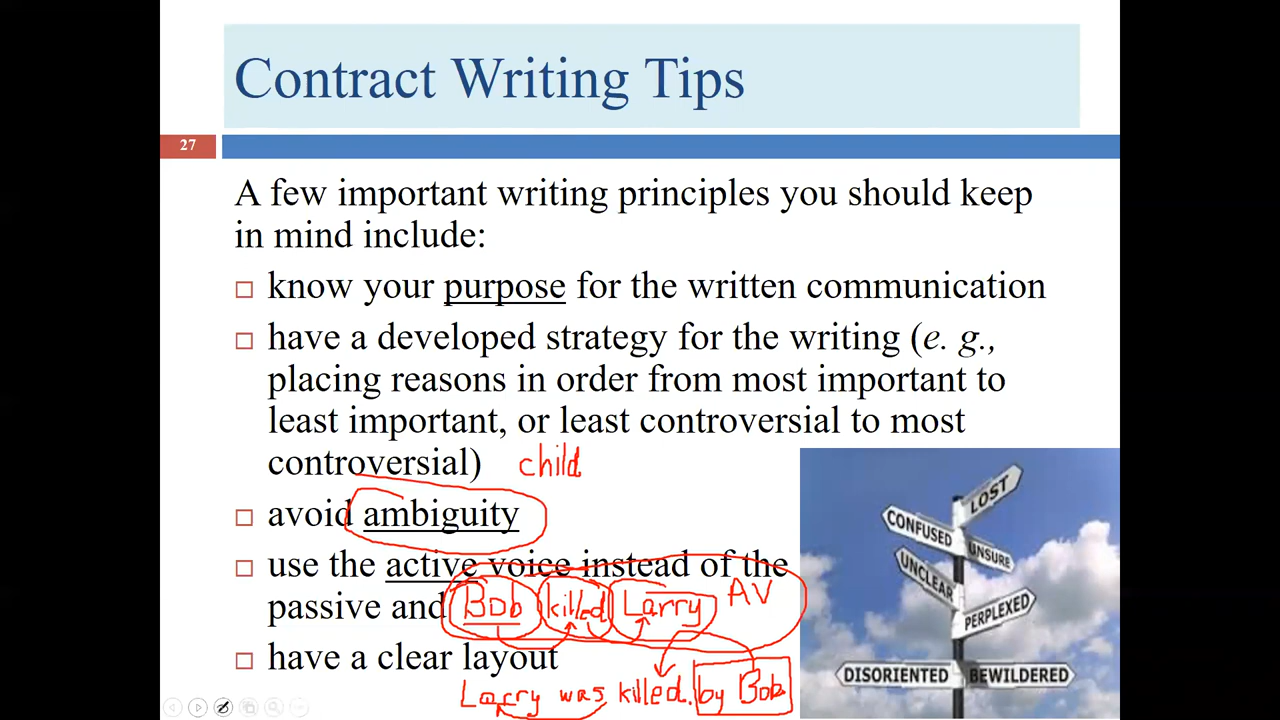 Contract Writing Tips
27
A few important writing principles you should keep
in mind include:
know your purpose for the written communication
have a developed strategy for the writing (e. g.,
placing reasons in order from most important to
least important, or least controversial to most
controversial) child
avoid ambiguity
use the active voice instead of the
passive and Bob killed Larry AV
have a clear layout
Larry was killed. by Bob
LOST
CONFUSED
UNSURE
UNCLEAR
PERPLEXED
DISORIENTED BEWILDERED